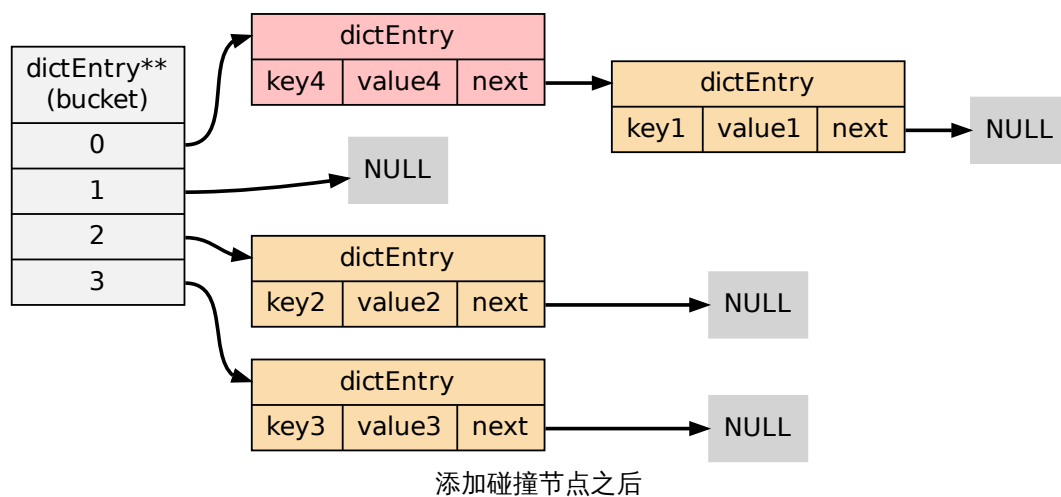 dictEntry**
(bucket)
0
1
2
3
dictEntry
key4 value4 next
dictEntry
key1 value1 next
NULL
NULL
dictEntry
key2 value2 next
NULL
dictEntry
key3 value3 next
NULL
添加碰撞节点之后